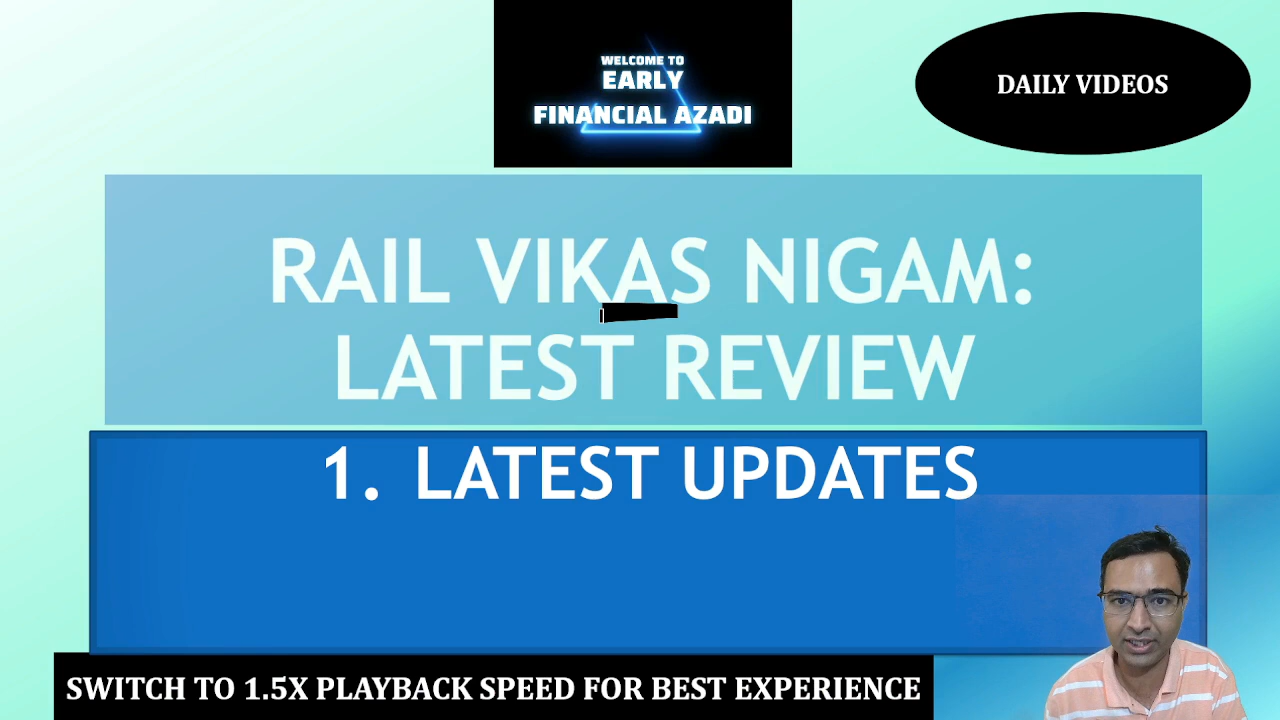 WELCOME TO
EARLY
FINANCIAL AZADI
DAILY VIDEOS
RAIL VIKAS NIGAM:
LATEST REVIEW
1. LATEST UPDATES
SWITCH TO 1.5X PLAYBACK SPEED FOR BEST EXPERIENCE